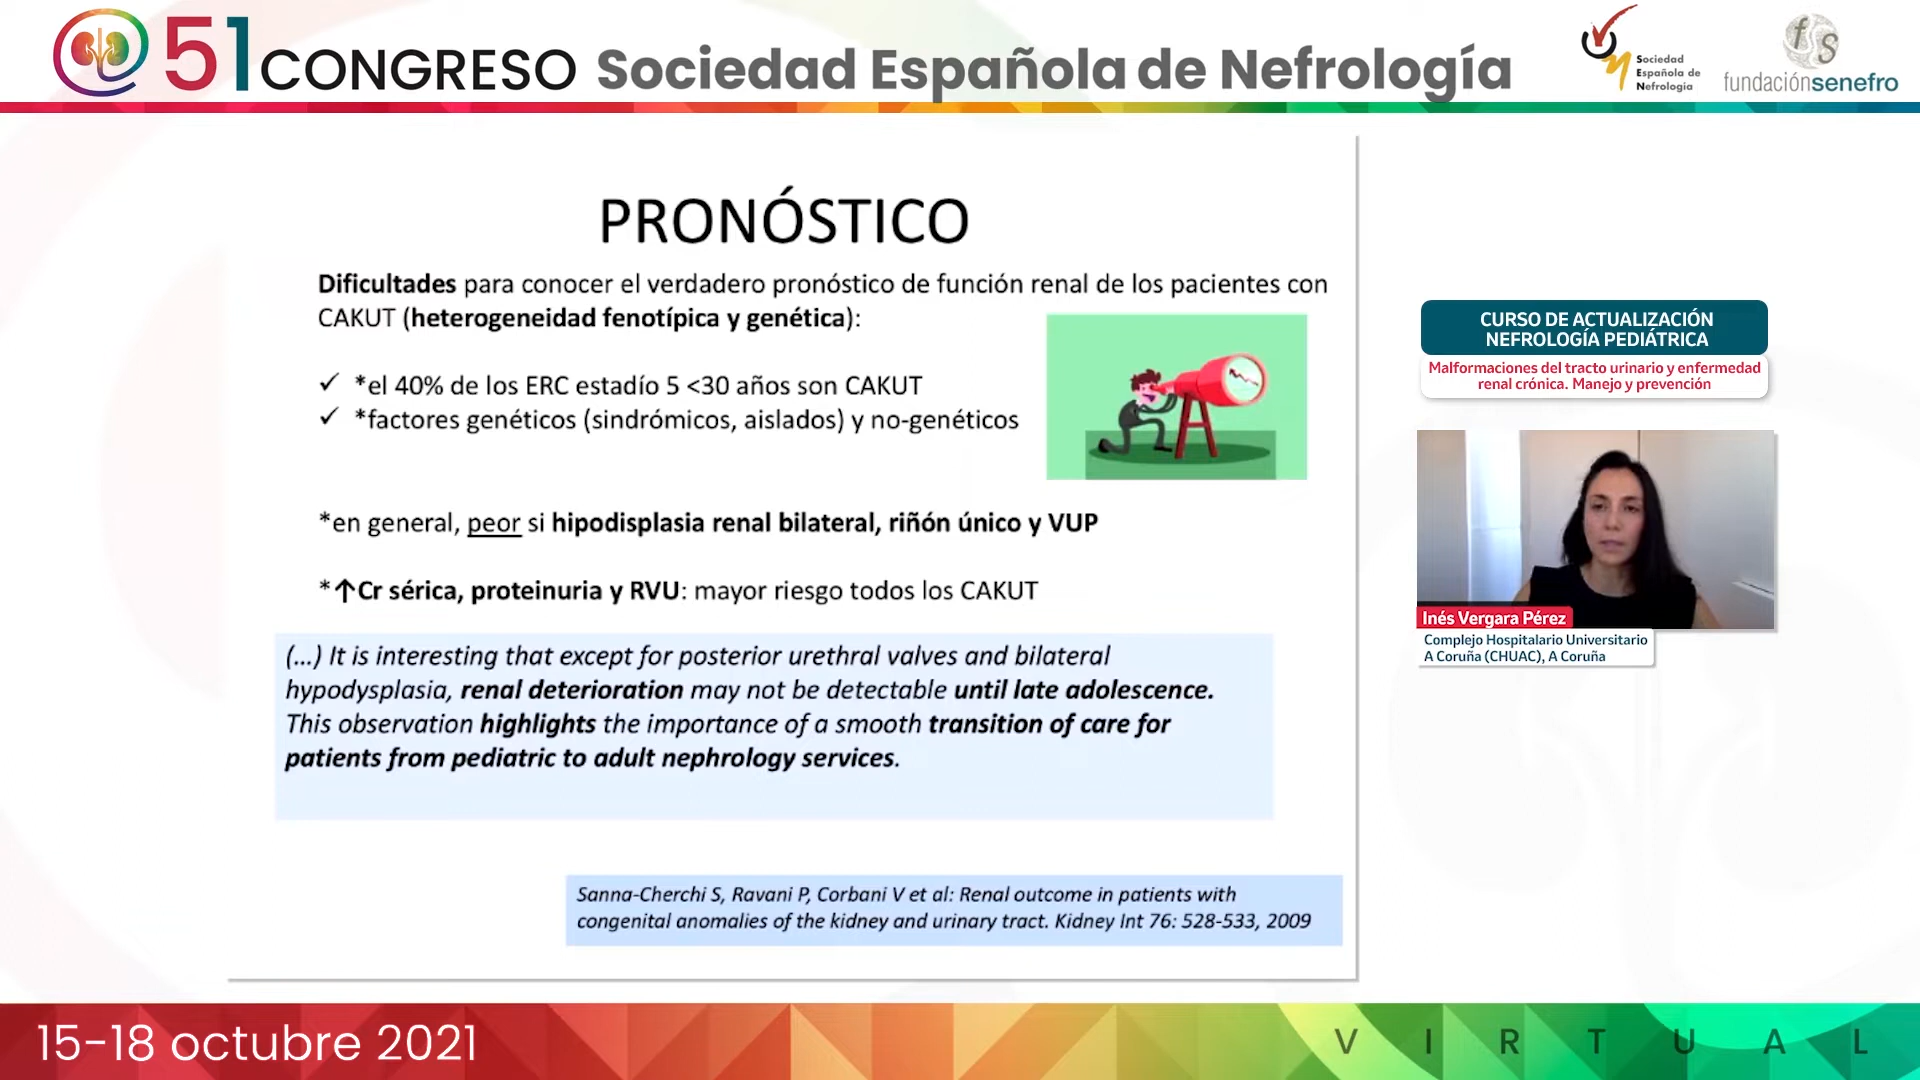 51 CONGRESO Sociedad Española de Nefrología
Sociedad
Española de
Nefrología
fs
fundaciónsenefro
PRONÓSTICO
Dificultades para conocer el verdadero pronóstico de función renal de los pacientes con
CAKUT (heterogeneidad fenotípica y genética):
✓ *el 40% de los ERC estadío 5 <30 años son CAKUT
✓ *factores genéticos (sindrómicos, aislados) y no-genéticos
*en general, peor si hipodisplasia renal bilateral, riñón único y VUP
*↑Cr sérica, proteinuria y RVU: mayor riesgo todos los CAKUT
(...) It is interesting that except for posterior urethral valves and bilateral
hypodysplasia, renal deterioration may not be detectable until late adolescence.
This observation highlights the importance of a smooth transition of care for
patients from pediatric to adult nephrology services.
Sanna-Cherchi S, Ravani P, Corbani V et al: Renal outcome in patients with
congenital anomalies of the kidney and urinary tract. Kidney Int 76: 528-533, 2009
CURSO DE ACTUALIZACIÓN
NEFROLOGÍA PEDIÁTRICA
Malformaciones del tracto urinario y enfermedad
renal crónica. Manejo y prevención
Inés Vergara Pérez
Complejo Hospitalario Universitario
A Coruña (CHUAC), A Coruña
15-18 octubre 2021
VIRTUAL